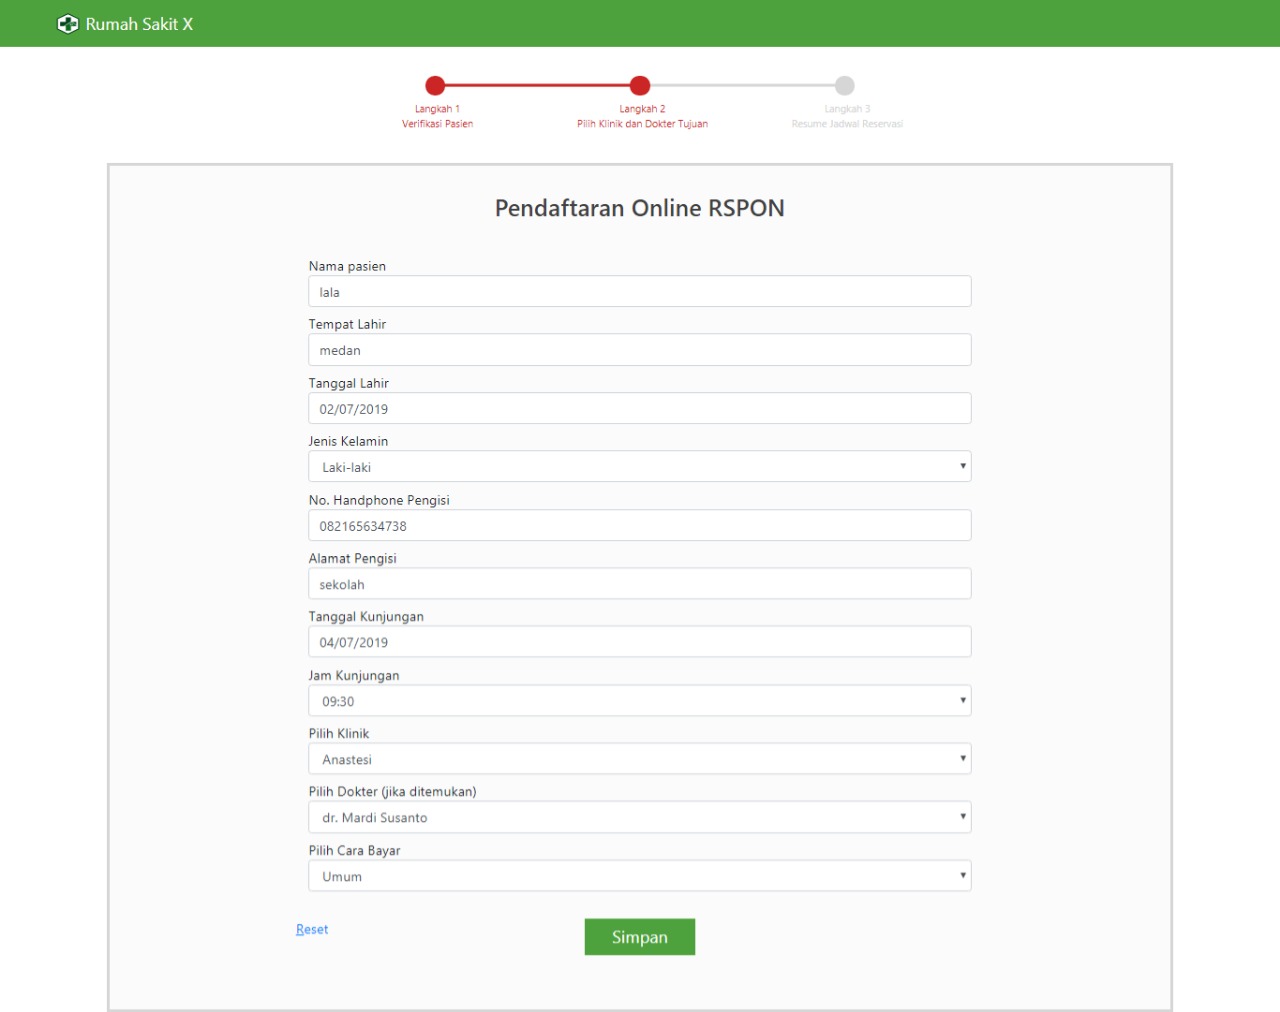 Rumah Sakit X
Langkah 1 Langkah 2 Langkah 3
Verifikasi Pasien Pilih Klinik dan Dokter Tujuan Resume Jadwal Reservasi
Pendaftaran Online RSPON
Nama pasien
lala
Tempat Lahir
medan
Tanggal Lahir
02/07/2019
Jenis Kelamin
Laki-laki
No. Handphone Pengisi
082165634738
Alamat Pengisi
sekolah
Tanggal Kunjungan
04/07/2019
Jam Kunjungan
09:30
Pilih Klinik
Anastesi
Pilih Dokter (jika ditemukan)
dr. Mardi Susanto
Pilih Cara Bayar
Umum
Reset Simpan